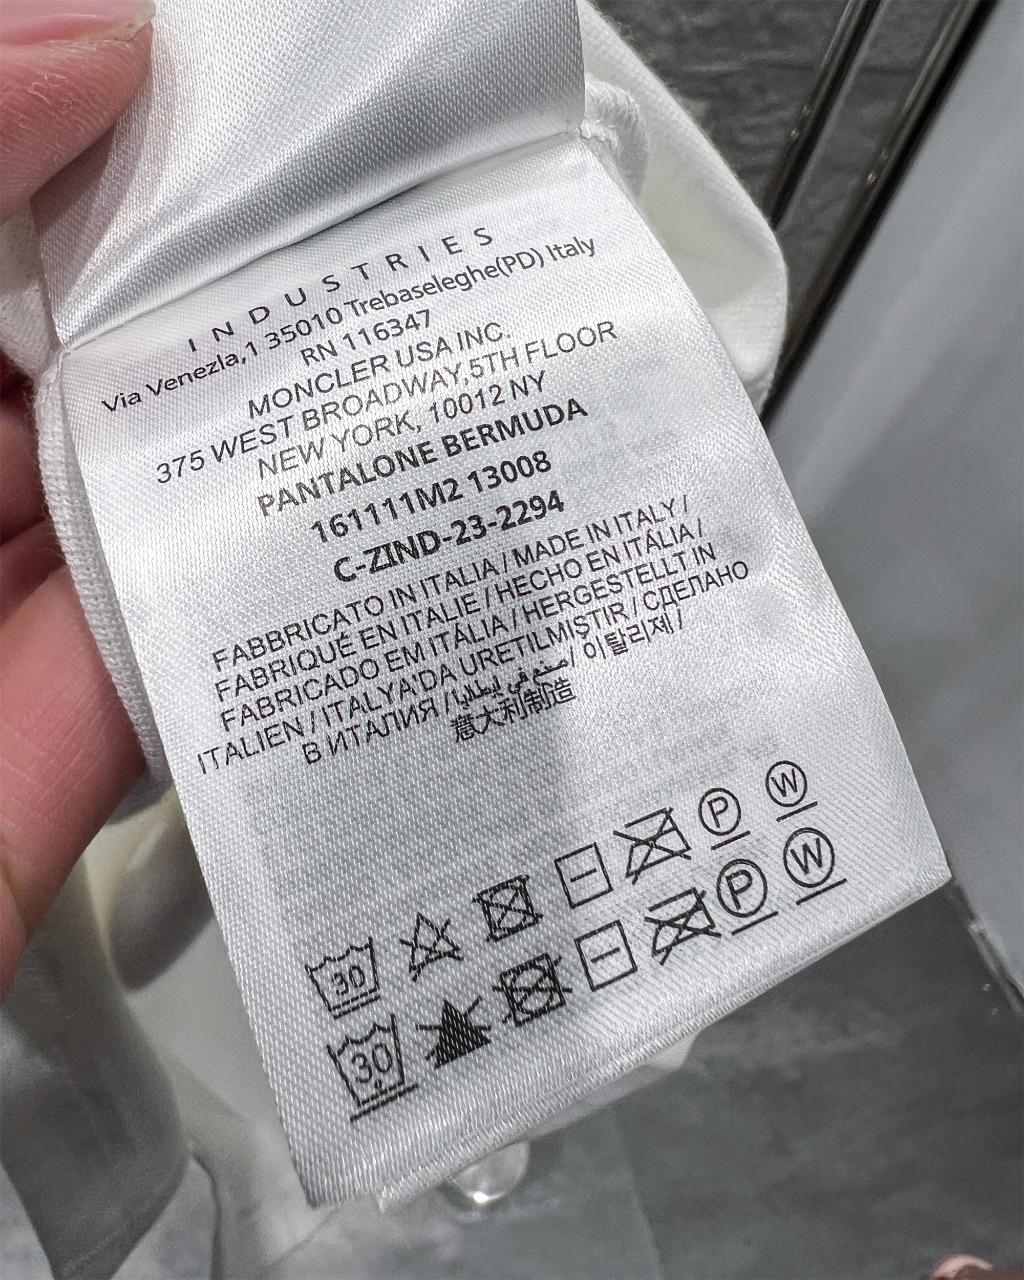 INDUSTRIES
Via Venezla,1 35010 Trebaseleghe(PD) Italy
RN 116347
MONCLER USA INC.
375 WEST BROADWAY,5TH FLOOR
NEW YORK, 10012 NY
PANTALONE BERMUDA
161111M2 13008
C-ZIND-23-2294
FABBRICATO IN ITALIA / MADE IN ITALY /
FABRIQUÉ EN ITALIE / HECHO EN ITALIA /
FABRICADO EM ITÁLIA / HERGESTELLT IN
ITALIEN / ITALYA'DA URETILMIŞTIR / СДЕЛАНО
В ИТАЛИЯ / صنع في إيطاليا / 이탈리제 /
意大利制造
30 P W
30 P W